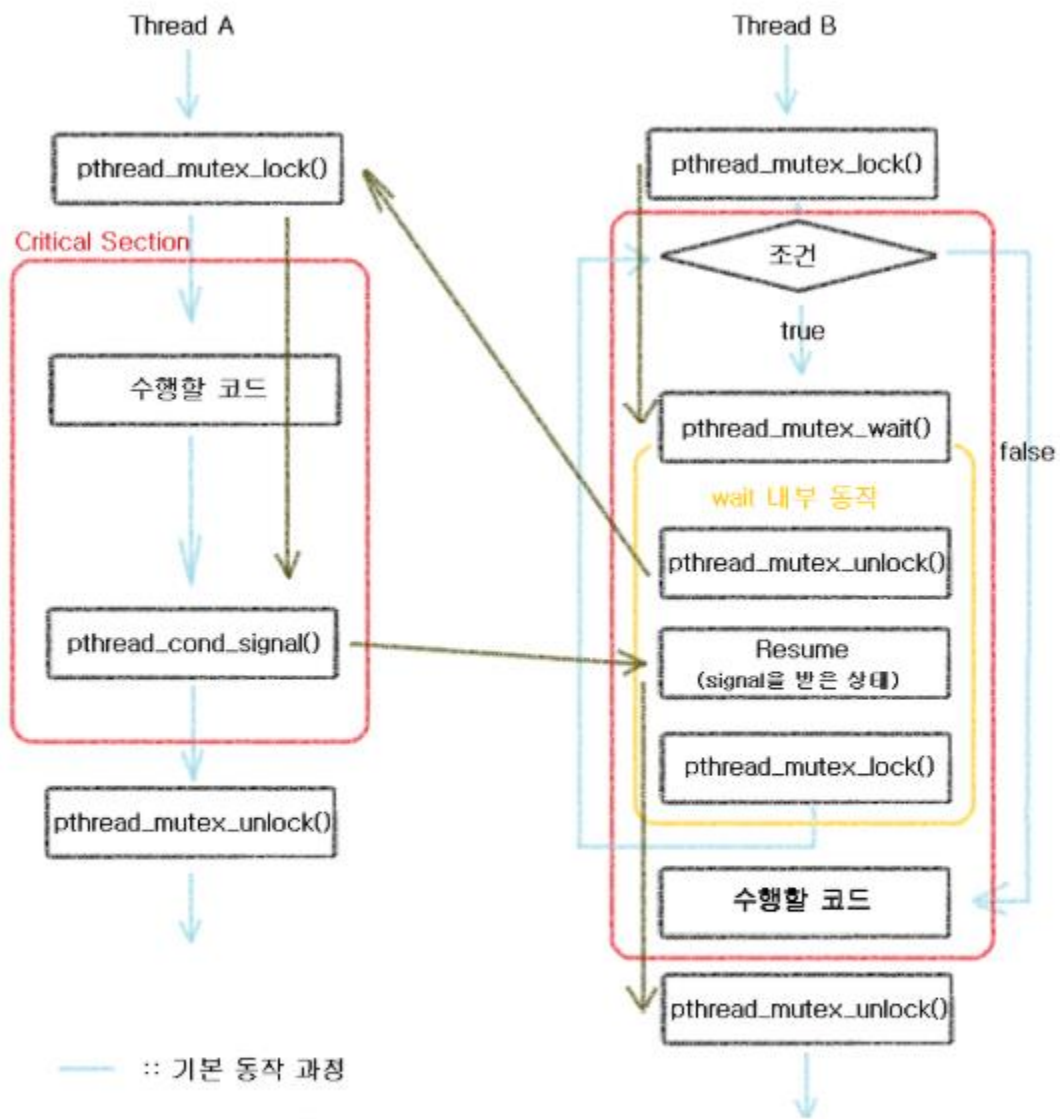 Thread A
pthread_mutex_lock()
Critical Section
수행할 코드
pthread_cond_signal()
pthread_mutex_unlock()
Thread B
pthread_mutex_lock()
조건
true
false
pthread_mutex_wait()
wait 내부 동작
pthread_mutex_unlock()
Resume
(signal을 받은 상태)
pthread_mutex_lock()
수행할 코드
pthread_mutex_unlock()
:: 기본 동작 과정